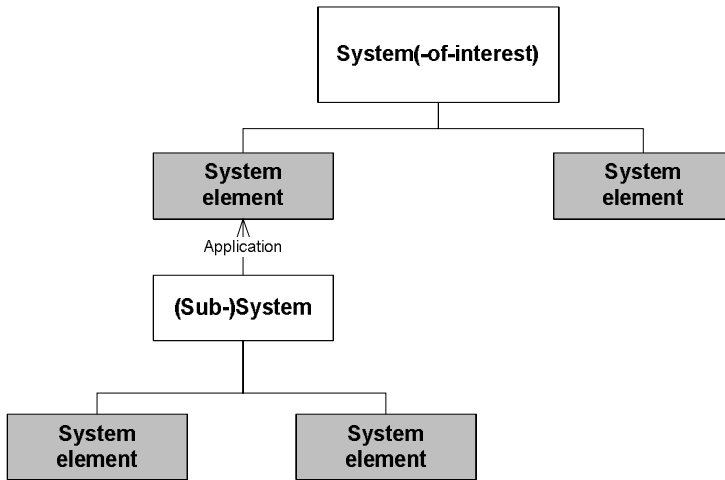 System(-of-interest)
System
element
System
element
Application
(Sub-)System
System
element
System
element